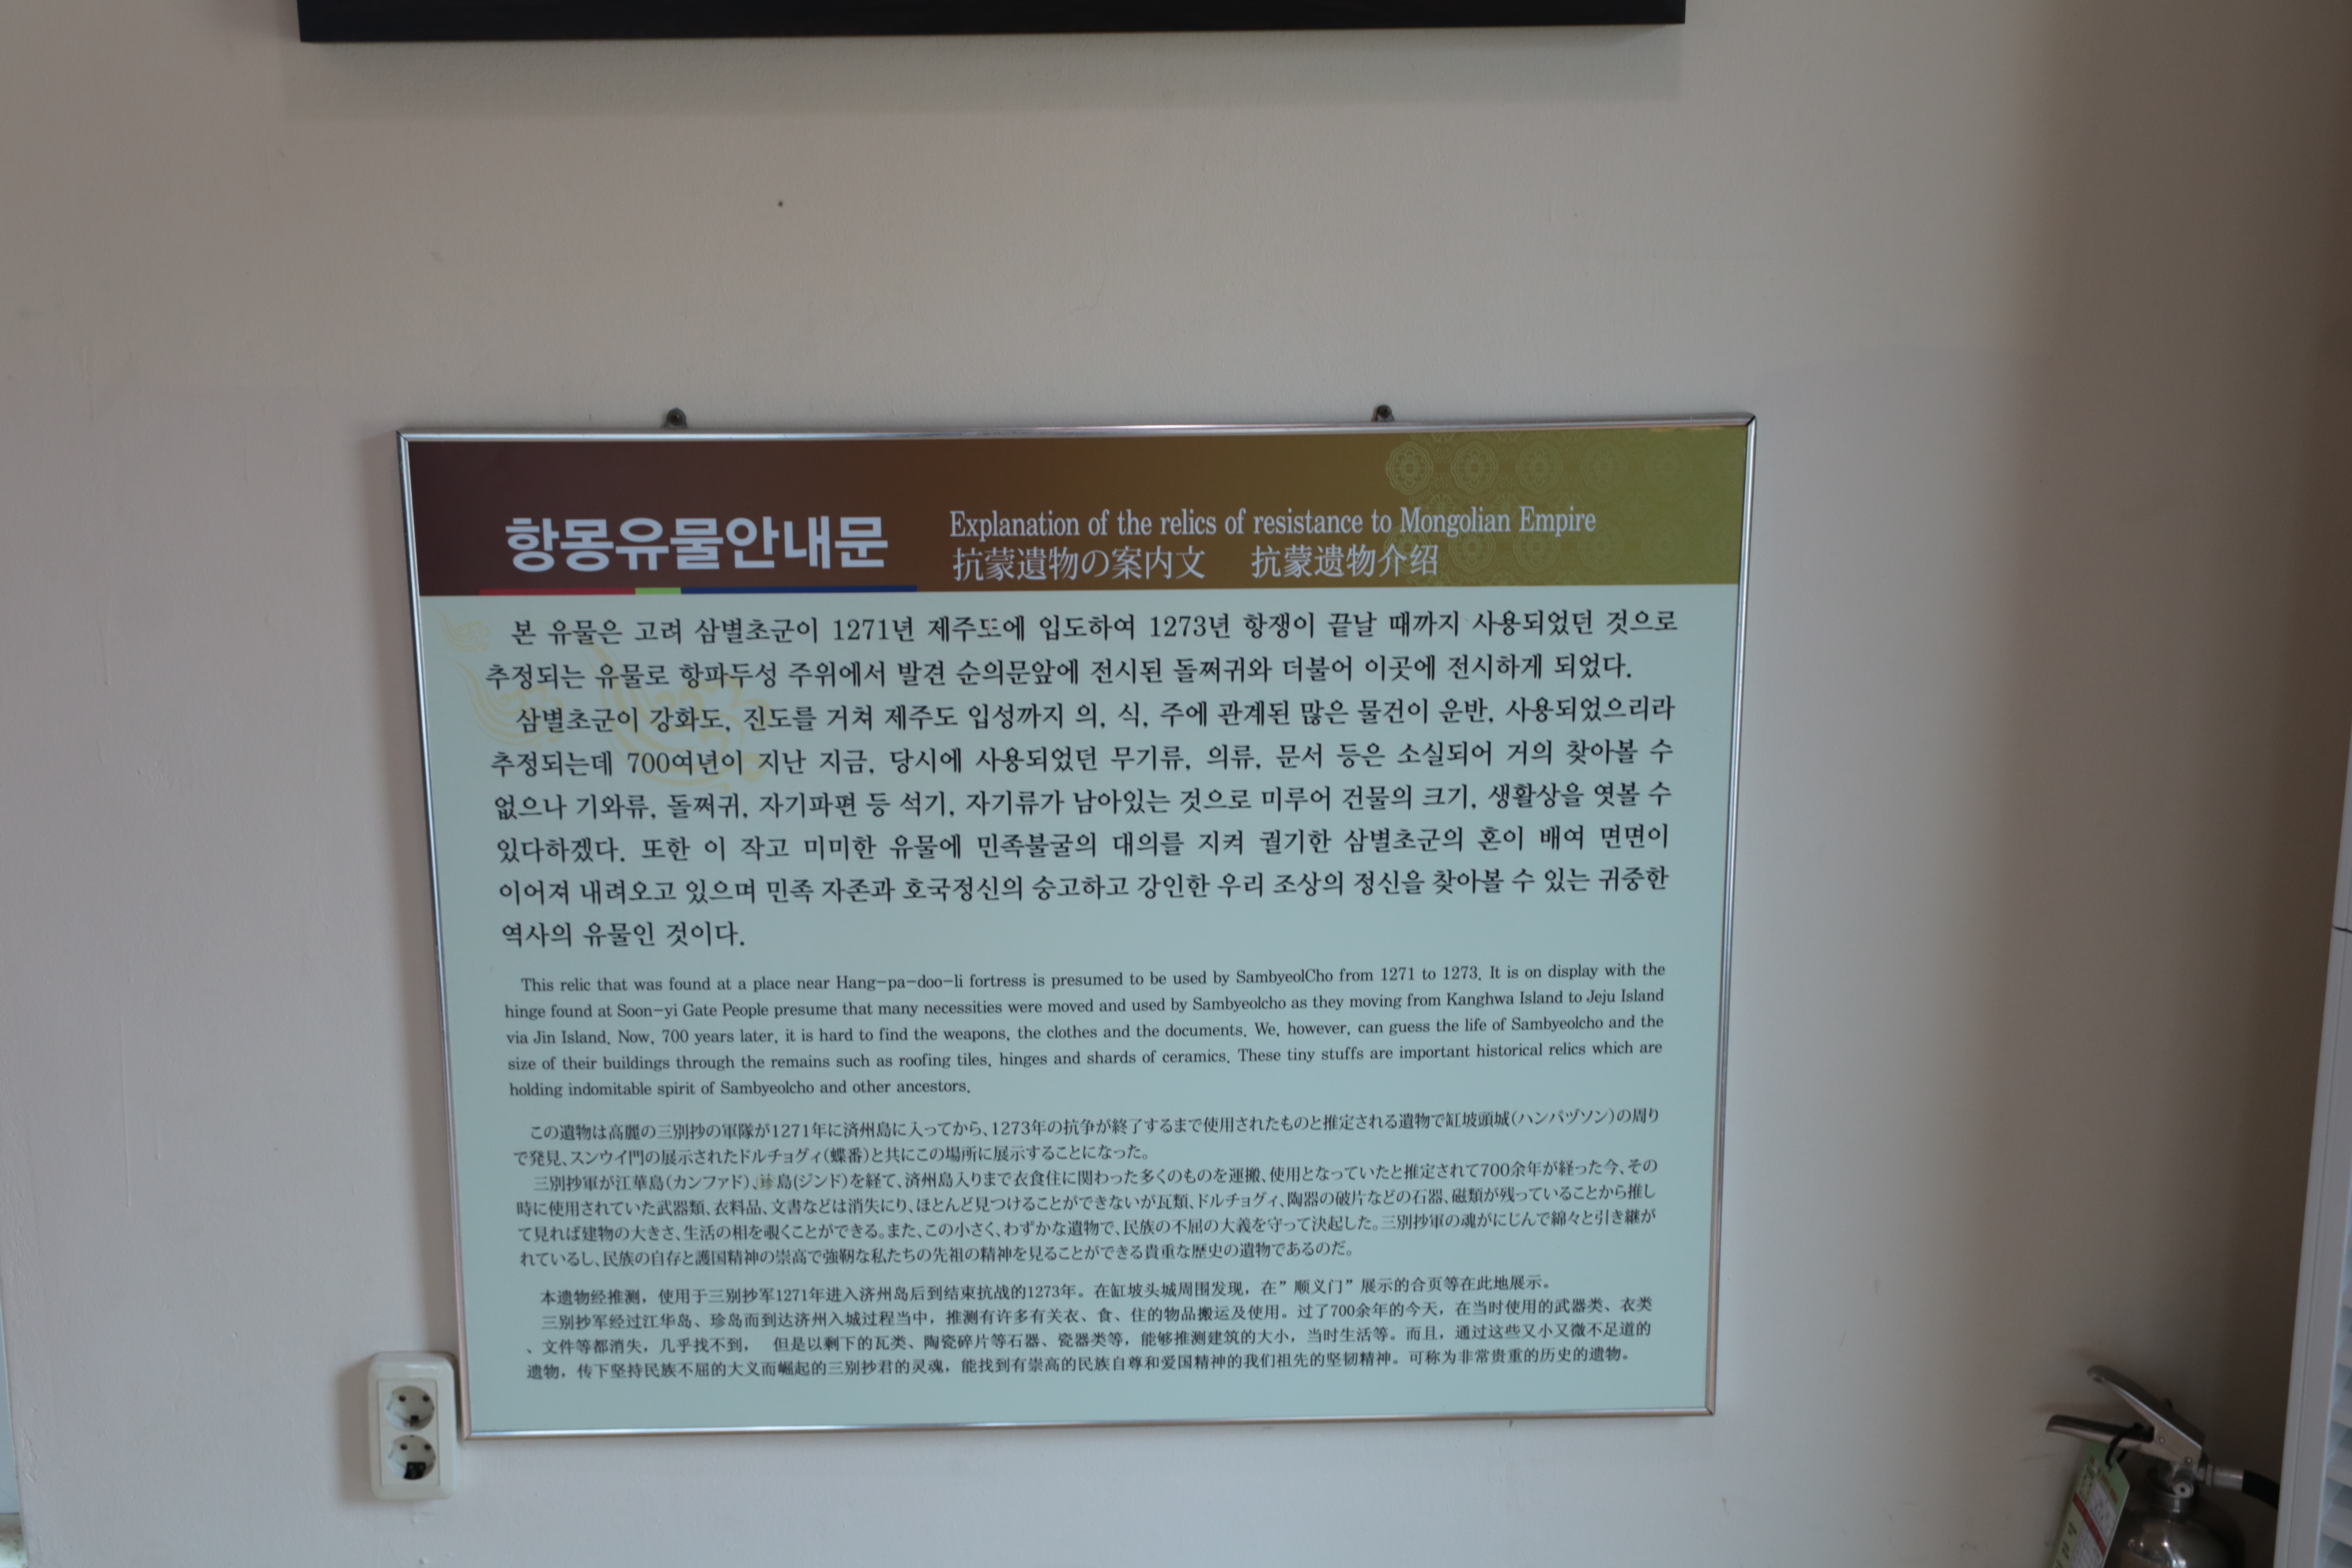 항몽유물안내문
Explanation of the relics of resistance to Mongolian Empire
抗蒙遺物の案内文 抗蒙遗物介绍
본 유물은 고려 삼별초군이 1271년 제주도에 입도하여 1273년 항쟁이 끝날 때까지 사용되었던 것으로
추정되는 유물로 항파두성 주위에서 발견 순의문앞에 전시된 돌쩌귀와 더불어 이곳에 전시하게 되었다.
삼별초군이 강화도, 진도를 거쳐 제주도 입성까지 의, 식, 주에 관계된 많은 물건이 운반, 사용되었으리라
추정되는데 700여년이 지난 지금, 당시에 사용되었던 무기류, 의류, 문서 등은 소실되어 거의 찾아볼 수
없으나 기와류, 돌쩌귀, 자기파편 등 석기, 자기류가 남아있는 것으로 미루어 건물의 크기, 생활상을 엿볼 수
있다하겠다. 또한 이 작고 미미한 유물에 민족불굴의 대의를 지켜 궐기한 삼별초군의 혼이 배여 면면이
이어져 내려오고 있으며 민족 자존과 호국정신의 숭고하고 강인한 우리 조상의 정신을 찾아볼 수 있는 귀중한
역사의 유물인 것이다.
This relic that was found at a place near Hang-pa-doo-li fortress is presumed to be used by SambyeolCho from 1271 to 1273. It is on display with the
hinge found at Soon-yi Gate People presume that many necessities were moved and used by Sambyeolcho as they moving from Kanghwa Island to Jeju Island
via Jin Island. Now, 700 years later, it is hard to find the weapons, the clothes and the documents. We, however, can guess the life of Sambyeolcho and the
size of their buildings through the remains such as roofing tiles, hinges and shards of ceramics. These tiny stuffs are important historical relics which are
holding indomitable spirit of Sambyeolcho and other ancestors.
この遺物は高麗の三別抄の軍隊が1271年に済州島に入ってから、1273年の抗争が終了するまで使用されたものと推定される遺物で缸坡頭城(ハンパヅソン)の周り
で発見、スンウイ門の展示されたドルチョグィ(蝶番)と共にこの場所に展示することになった。
三別抄軍が江華島(カンファド)、珍島(ジンド)を経て、済州島入りまで衣食住に関わった多くのものを運搬、使用となっていたと推定されて700余年が経った今、その
時に使用されていた武器類、衣料品、文書などは消失にり、ほとんど見つけることができないが瓦類、ドルチョグィ、陶器の破片などの石器、磁類が残っていることから推し
て見れば建物の大きさ、生活の相を覗くことができる。また、この小さく、わずかな遺物で、民族の不屈の大義を守って決起した。三別抄軍の魂がにじんで綿々と引き継が
れているし、民族の自存と護国精神の崇高で強靭な私たちの先祖の精神を見ることができる貴重な歴史の遺物であるのだ。
本遗物经推测，使用于三别抄军1271年进入济州岛后到结束抗战的1273年。在缸坡头城周围发现，在”顺义门”展示的合页等在此地展示。
三别抄军经过江华岛、珍岛而到达济州入城过程当中，推测有许多有关衣、食、住的物品搬运及使用。过了700余年的今天，在当时使用的武器类、衣类
、文件等都消失，几乎找不到， 但是以剩下的瓦类、陶瓷碎片等石器、瓷器类等，能够推测建筑的大小，当时生活等。而且，通过这些又小又微不足道的
遗物，传下坚持民族不屈的大义而崛起的三别抄君的灵魂，能找到有崇高的民族自尊和爱国精神的我们祖先的坚韧精神。可称为非常贵重的历史的遗物。